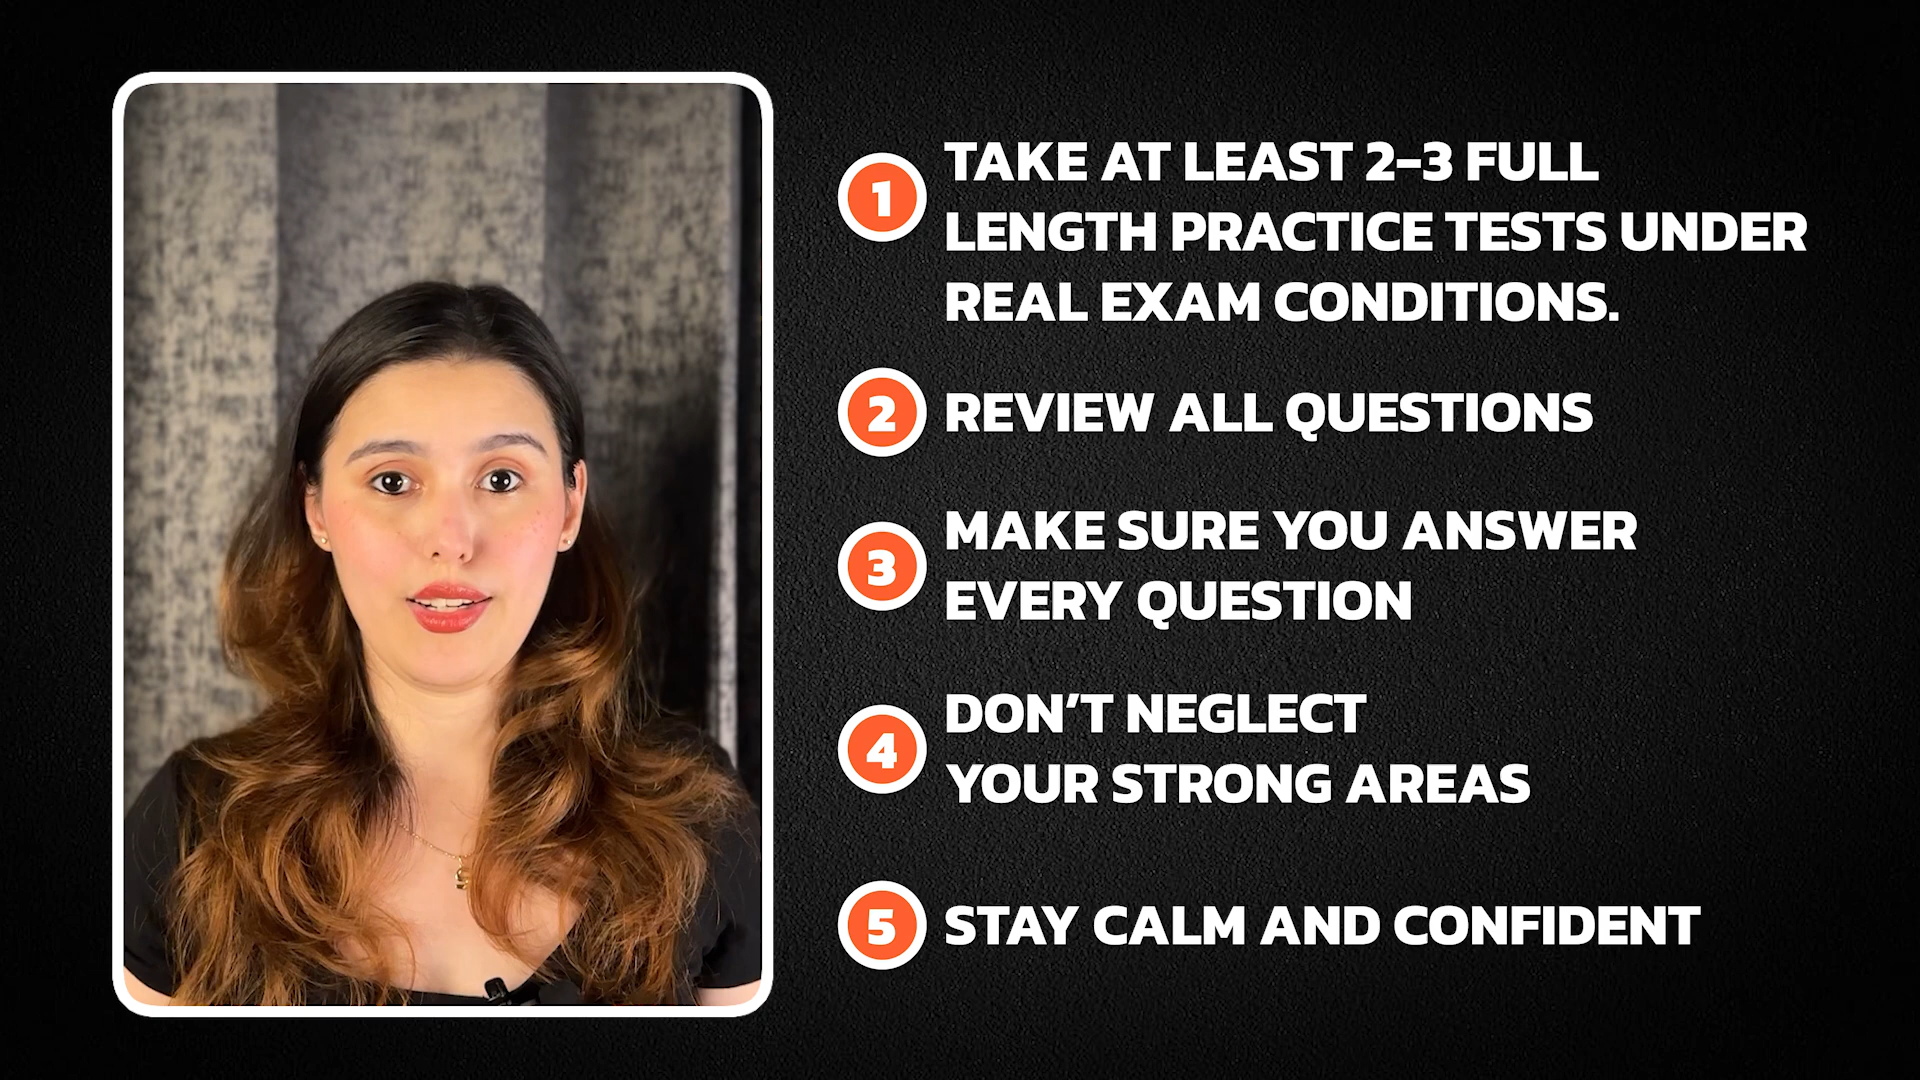 1
TAKE AT LEAST 2–3 FULL
LENGTH PRACTICE TESTS UNDER
REAL EXAM CONDITIONS.
2
REVIEW ALL QUESTIONS
3
MAKE SURE YOU ANSWER
EVERY QUESTION
4
DON’T NEGLECT
YOUR STRONG AREAS
5
STAY CALM AND CONFIDENT